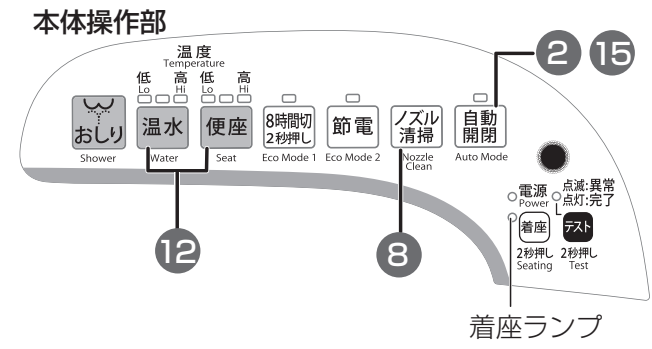 本体操作部
2 15
温度
Temperature
低 高 低 高
Lo Hi Lo Hi
おしり
温水
便座
8時間切
2秒押し
節電
ノズル
清掃
自動
開閉
Shower
Water
Seat
Eco Mode 1
Eco Mode 2
Nozzle
Clean
Auto Mode
電源
Power
点滅:異常
点灯:完了
着座
テスト
2秒押し
Seating
2秒押し
Test
12
8
着座ランプ